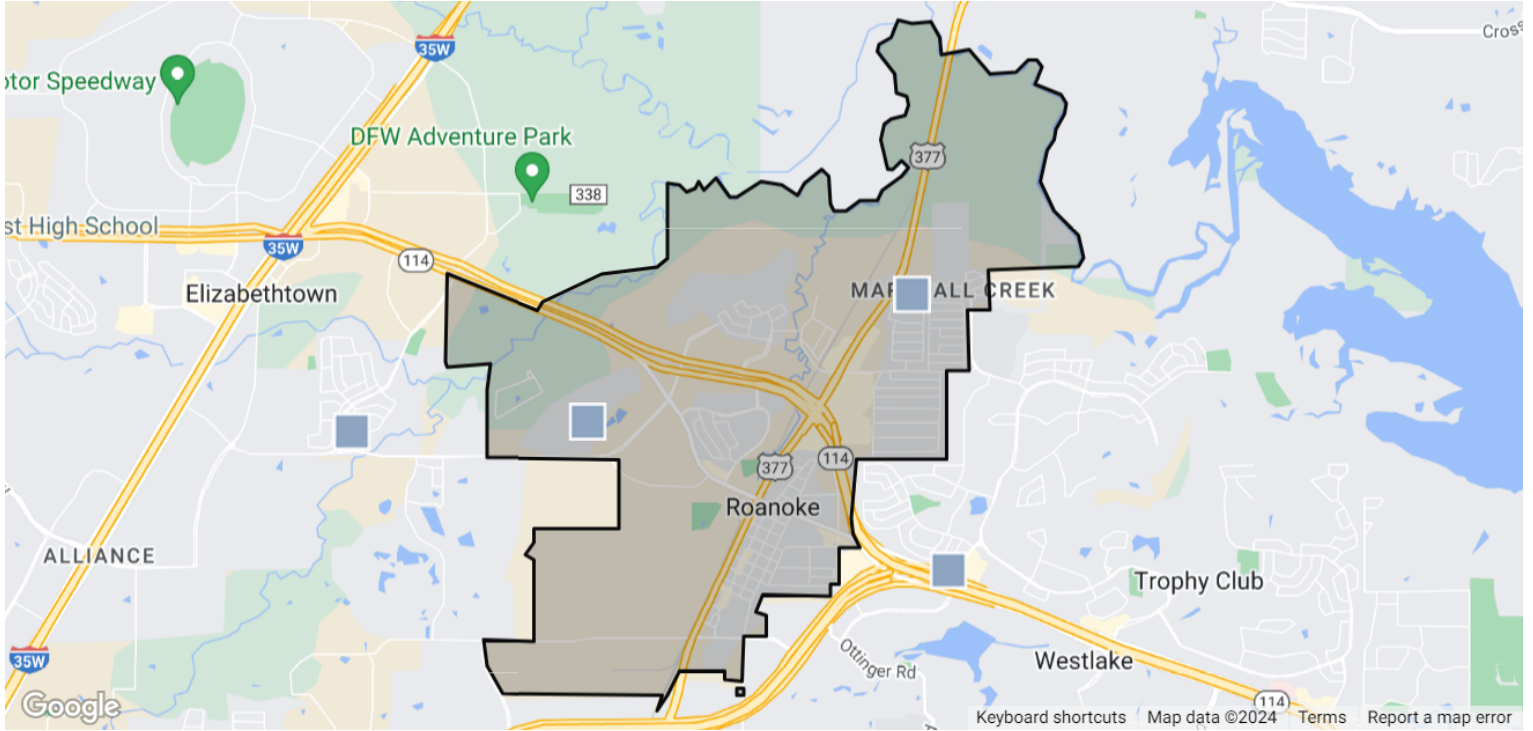 35W
Cross
otor Speedway
DFW Adventure Park
377
338
st High School
35W
114
Elizabethtown
MAR ALL CREEK
377
114
Roanoke
ALLIANCE
Trophy Club
35W
Ottinger Rd
Westlake
114
Google
Keyboard shortcuts Map data ©2024 Terms Report a map error